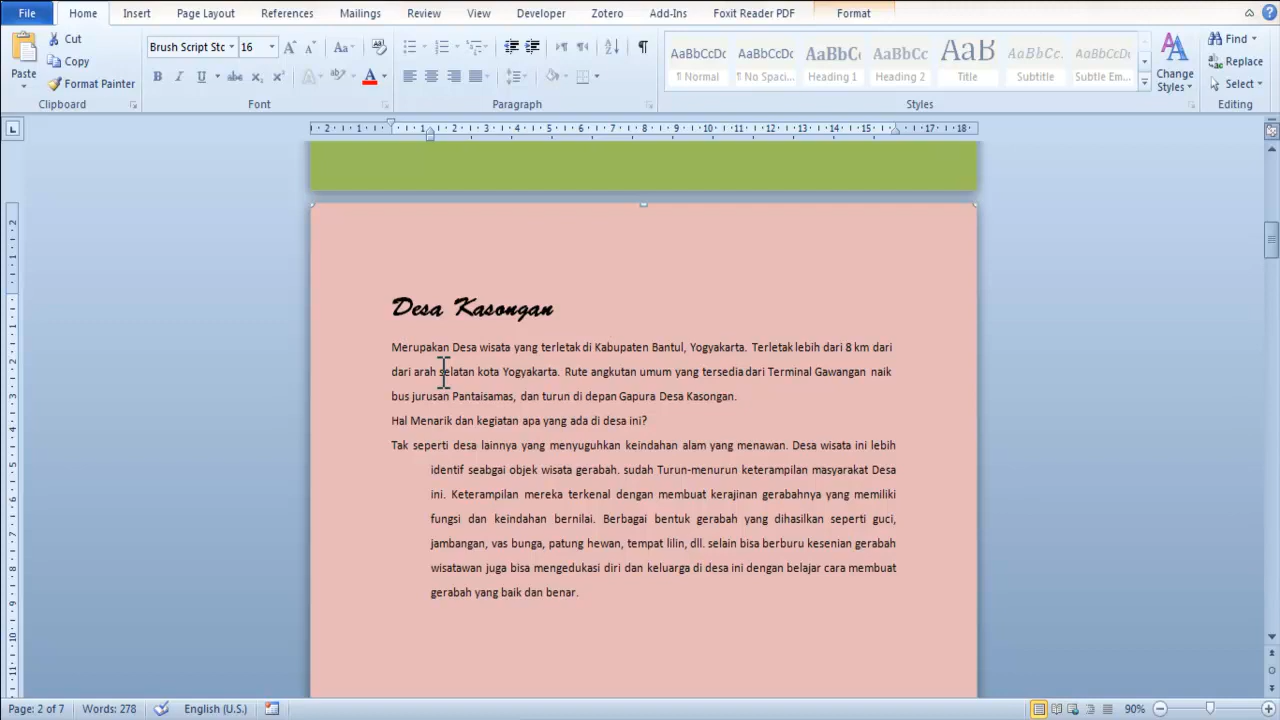 File Home Insert Page Layout References Mailings Review View Developer Zotero Add-Ins Foxit Reader PDF Format
Cut
Copy
Format Painter
Paste
Clipboard
Brush Script Stc 16
Font
Paragraph
AaBbCcDc AaBbCcDc AaBbC AaBbCc AaB AaBbCc. AaBbCcDc
¶ Normal ¶ No Spaci... Heading 1 Heading 2 Title Subtitle Subtle Em...
Styles
Change Styles
Find
Replace
Select
Editing
Desa Kasongan
Merupakan Desa wisata yang terletak di Kabupaten Bantul, Yogyakarta. Terletak lebih dari 8 km dari
dari arah selatan kota Yogyakarta. Rute angkutan umum yang tersedia dari Terminal Gawangan naik
bus jurusan Pantaisamas, dan turun di depan Gapura Desa Kasongan.
Hal Menarik dan kegiatan apa yang ada di desa ini?
Tak seperti desa lainnya yang menyuguhkan keindahan alam yang menawan. Desa wisata ini lebih
identif seabgai objek wisata gerabah. sudah Turun-menurun keterampilan masyarakat Desa
ini. Keterampilan mereka terkenal dengan membuat kerajinan gerabahnya yang memiliki
fungsi dan keindahan bernilai. Berbagai bentuk gerabah yang dihasilkan seperti guci,
jambangan, vas bunga, patung hewan, tempat lilin, dll. selain bisa berburu kesenian gerabah
wisatawan juga bisa mengedukasi diri dan keluarga di desa ini dengan belajar cara membuat
gerabah yang baik dan benar.
Page: 2 of 7 Words: 278 English (U.S.) 90%